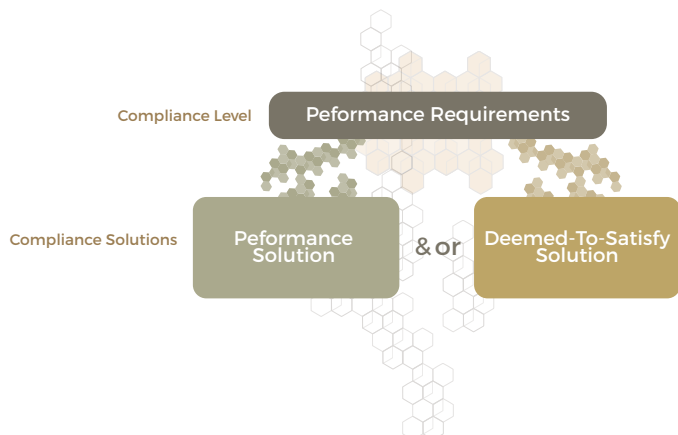 Compliance Level
Peformance Requirements
Compliance Solutions
Peformance
Solution
& or
Deemed-To-Satisfy
Solution